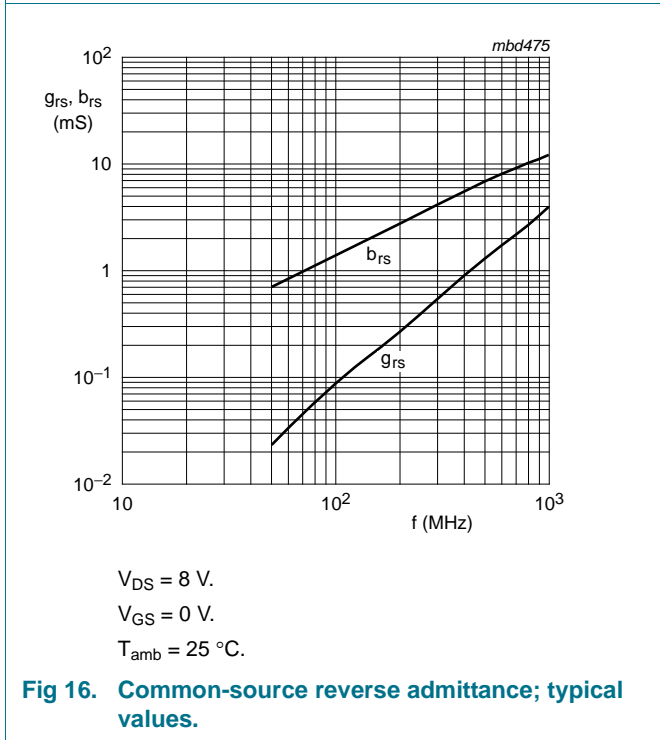 mbd475
10²
g_rs, b_rs
(mS)
10
b_rs
1
g_rs
10⁻¹
10⁻²
10 10² 10³
f (MHz)
V_DS = 8 V.
V_GS = 0 V.
T_amb = 25 °C.
Fig 16. Common-source reverse admittance; typical
values.